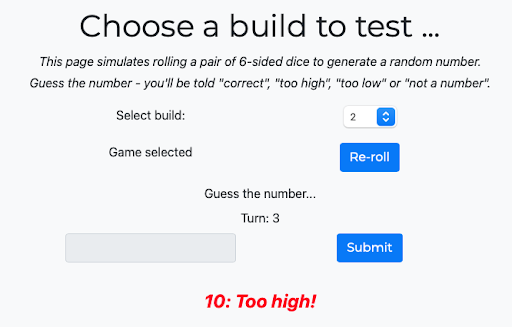 Choose a build to test ...
This page simulates rolling a pair of 6-sided dice to generate a random number.
Guess the number - you'll be told "correct", "too high", "too low" or "not a number".
Select build: 2
Game selected Re-roll
Guess the number...
Turn: 3
Submit
10: Too high!